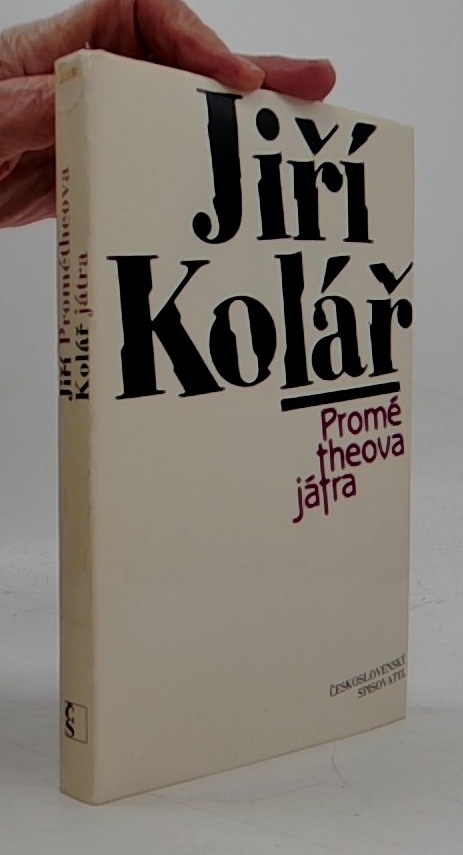 Jiří
Kolář
Promé
theova
játra
ČESKOSLOVENSKÝ
SPISOVATEL
Jiří Prométheova
Kolář játra
ČS